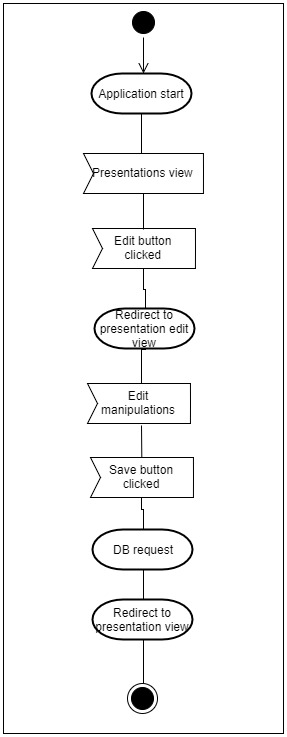 Application start
Presentations view
Edit button
clicked
Redirect to
presentation edit
view
Edit
manipulations
Save button
clicked
DB request
Redirect to
presentation view